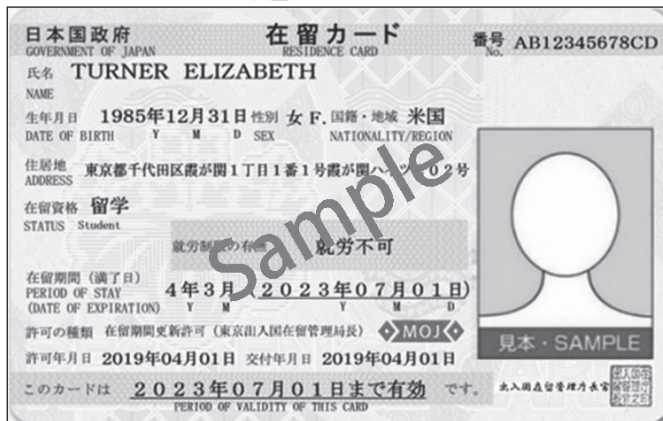 日本国政府 在留カード 番号 AB12345678CD
GOVERNMENT OF JAPAN RESIDENCE CARD No.
氏名 TURNER ELIZABETH
NAME
生年月日 1985年12月31日 性別 女 F. 国籍・地域 米国
DATE OF BIRTH Y M D SEX NATIONALITY/REGION
住居地 東京都千代田区霞が関1丁目1番1号霞が関ハイツ 02号
ADDRESS
在留資格 留学
STATUS Student
Sample
就労制限の有無 就労不可
在留期間(満了日) 4年3月 (2023年07月01日)
PERIOD OF STAY
(DATE OF EXPIRATION) Y M Y M D
許可の種類 在留期間更新許可(東京出入国在留管理局長) MOJ
見本・SAMPLE
許可年月日 2019年04月01日 交付年月日 2019年04月01日
このカードは 2023年07月01日まで有効 です。 出入国在留管理庁長官
PERIOD OF VALIDITY OF THIS CARD